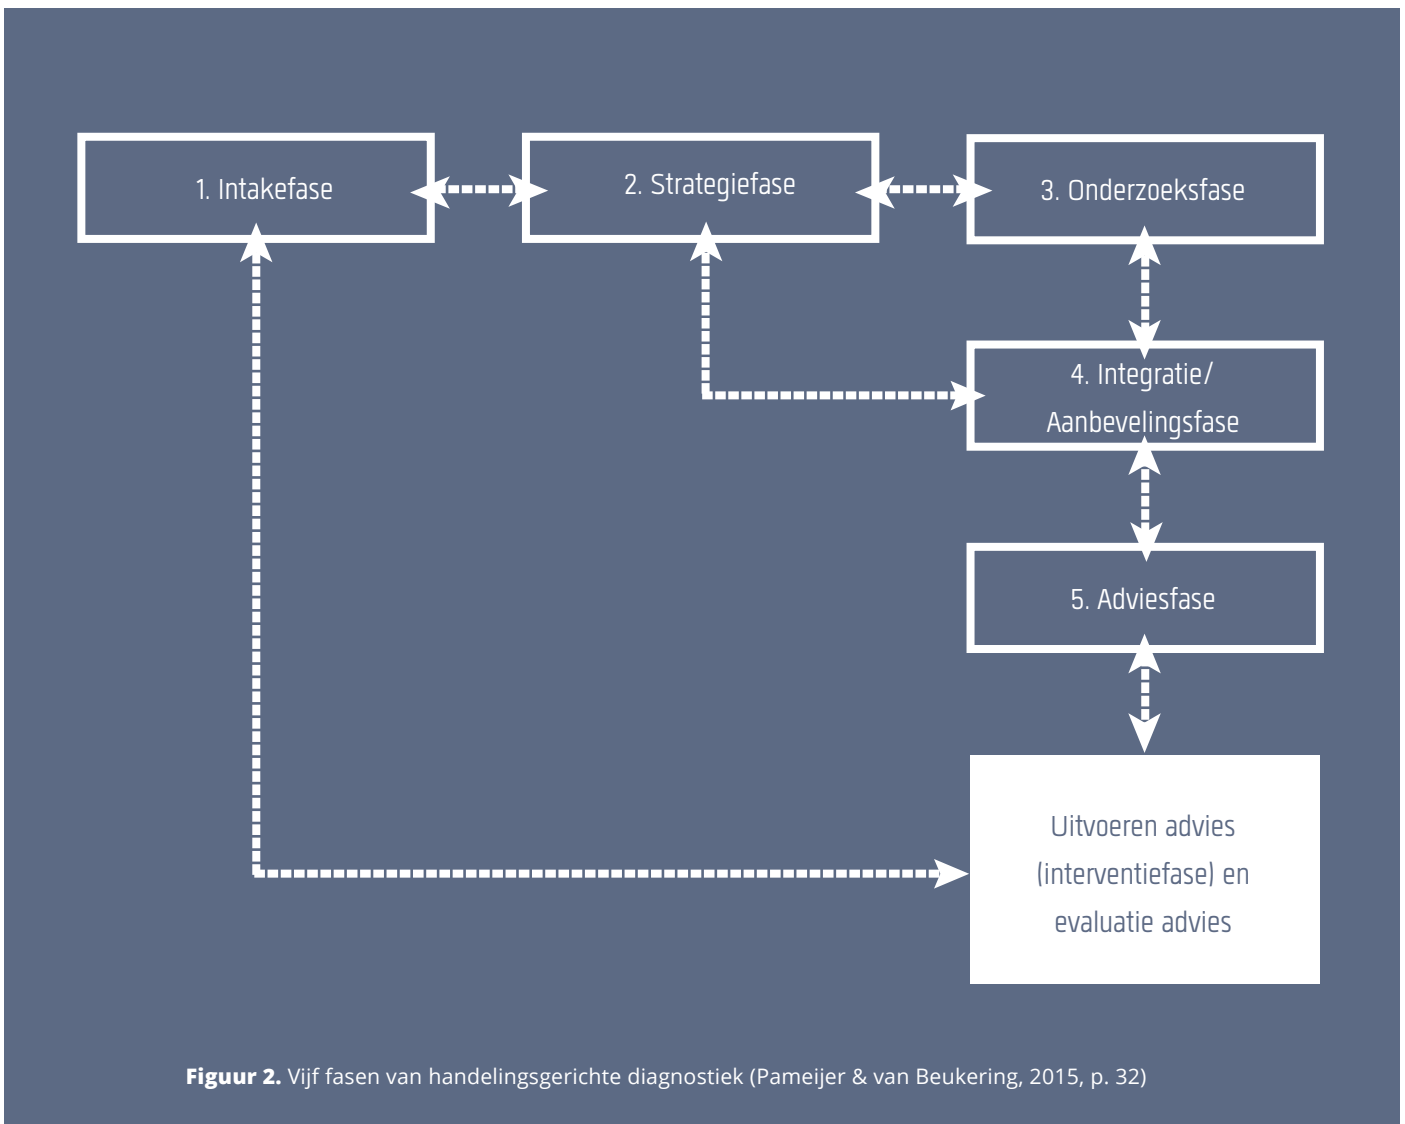 1. Intakefase
2. Strategiefase
3. Onderzoeksfase
4. Integratie/
Aanbevelingsfase
5. Adviesfase
Uitvoeren advies
(interventiefase) en
evaluatie advies
Figuur 2. Vijf fasen van handelingsgerichte diagnostiek (Pameijer & van Beukering, 2015, p. 32)